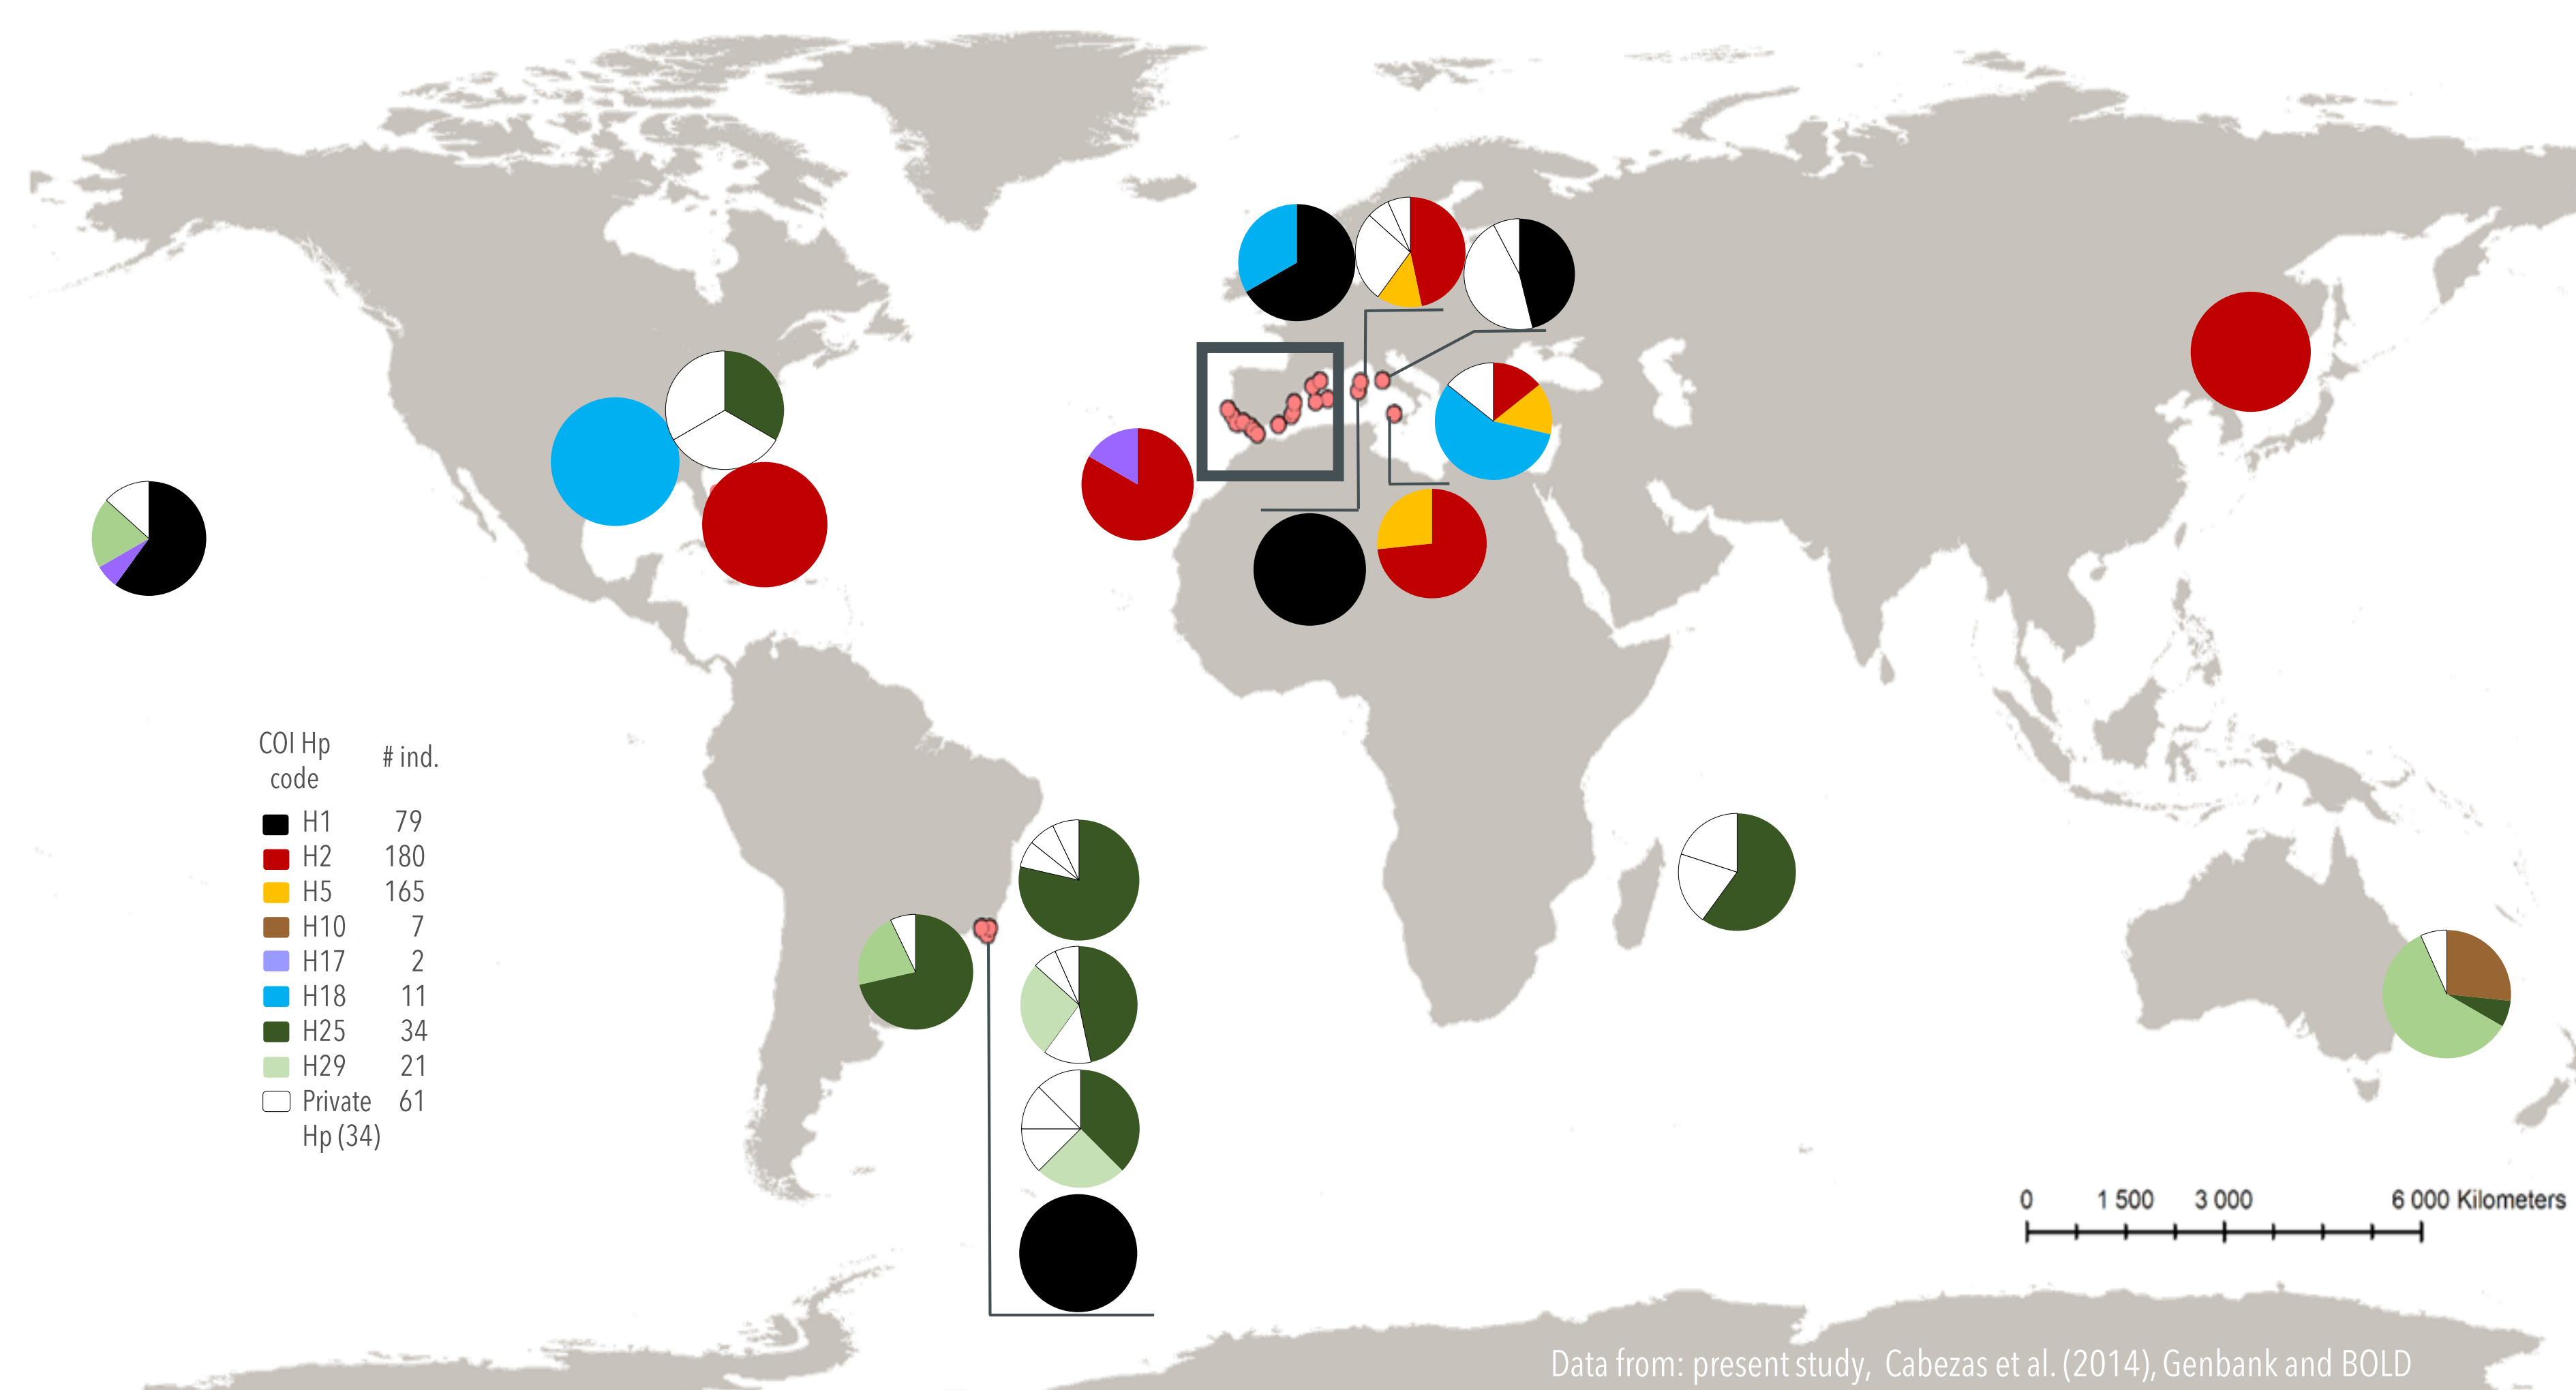 COI Hp
code
# ind.
H1 79
H2 180
H5 165
H10 7
H17 2
H18 11
H25 34
H29 21
Private 61
Hp (34)
0 1 500 3 000 6 000 Kilometers
Data from: present study, Cabezas et al. (2014), Genbank and BOLD